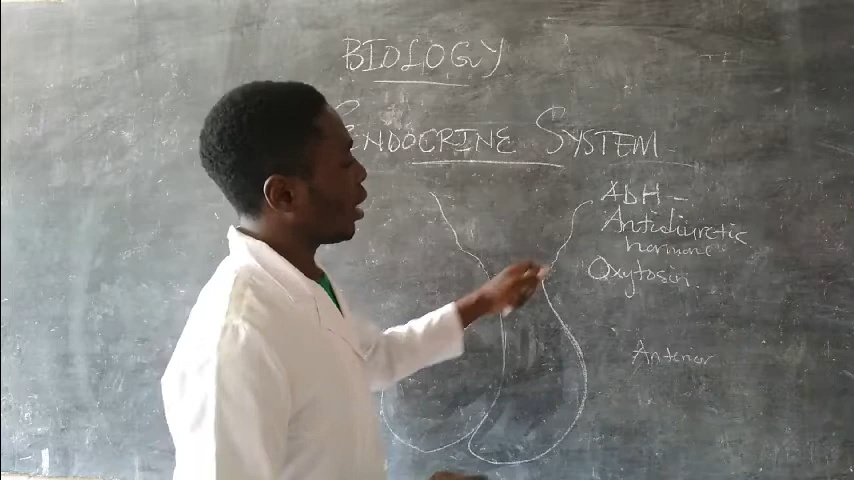 BIOLOGY
ENDOCRINE SYSTEM
ADH -
Antidiuretic
hormone
Oxytosin
Anterior